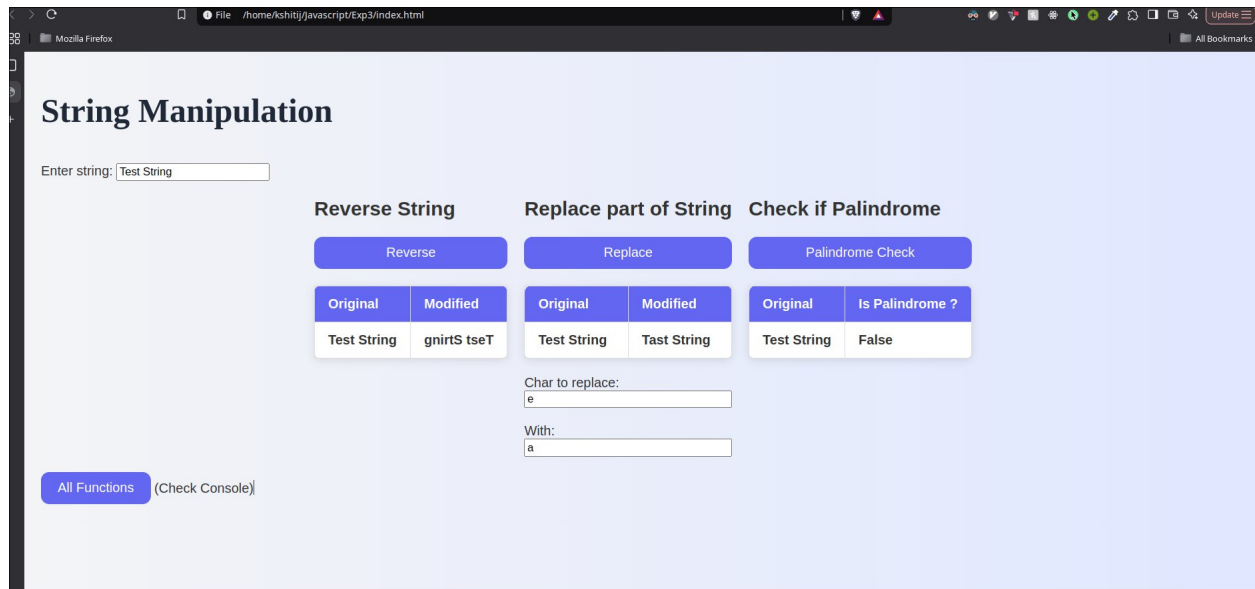 File /home/kshitij/Javascript/Exp3/index.html
Update
Mozilla Firefox
All Bookmarks
String Manipulation
Enter string: Test String
Reverse String
Reverse
Original Modified
Test String gnirtS tseT
Replace part of String
Replace
Original Modified
Test String Tast String
Char to replace:
e
With:
a
Check if Palindrome
Palindrome Check
Original Is Palindrome ?
Test String False
All Functions (Check Console)